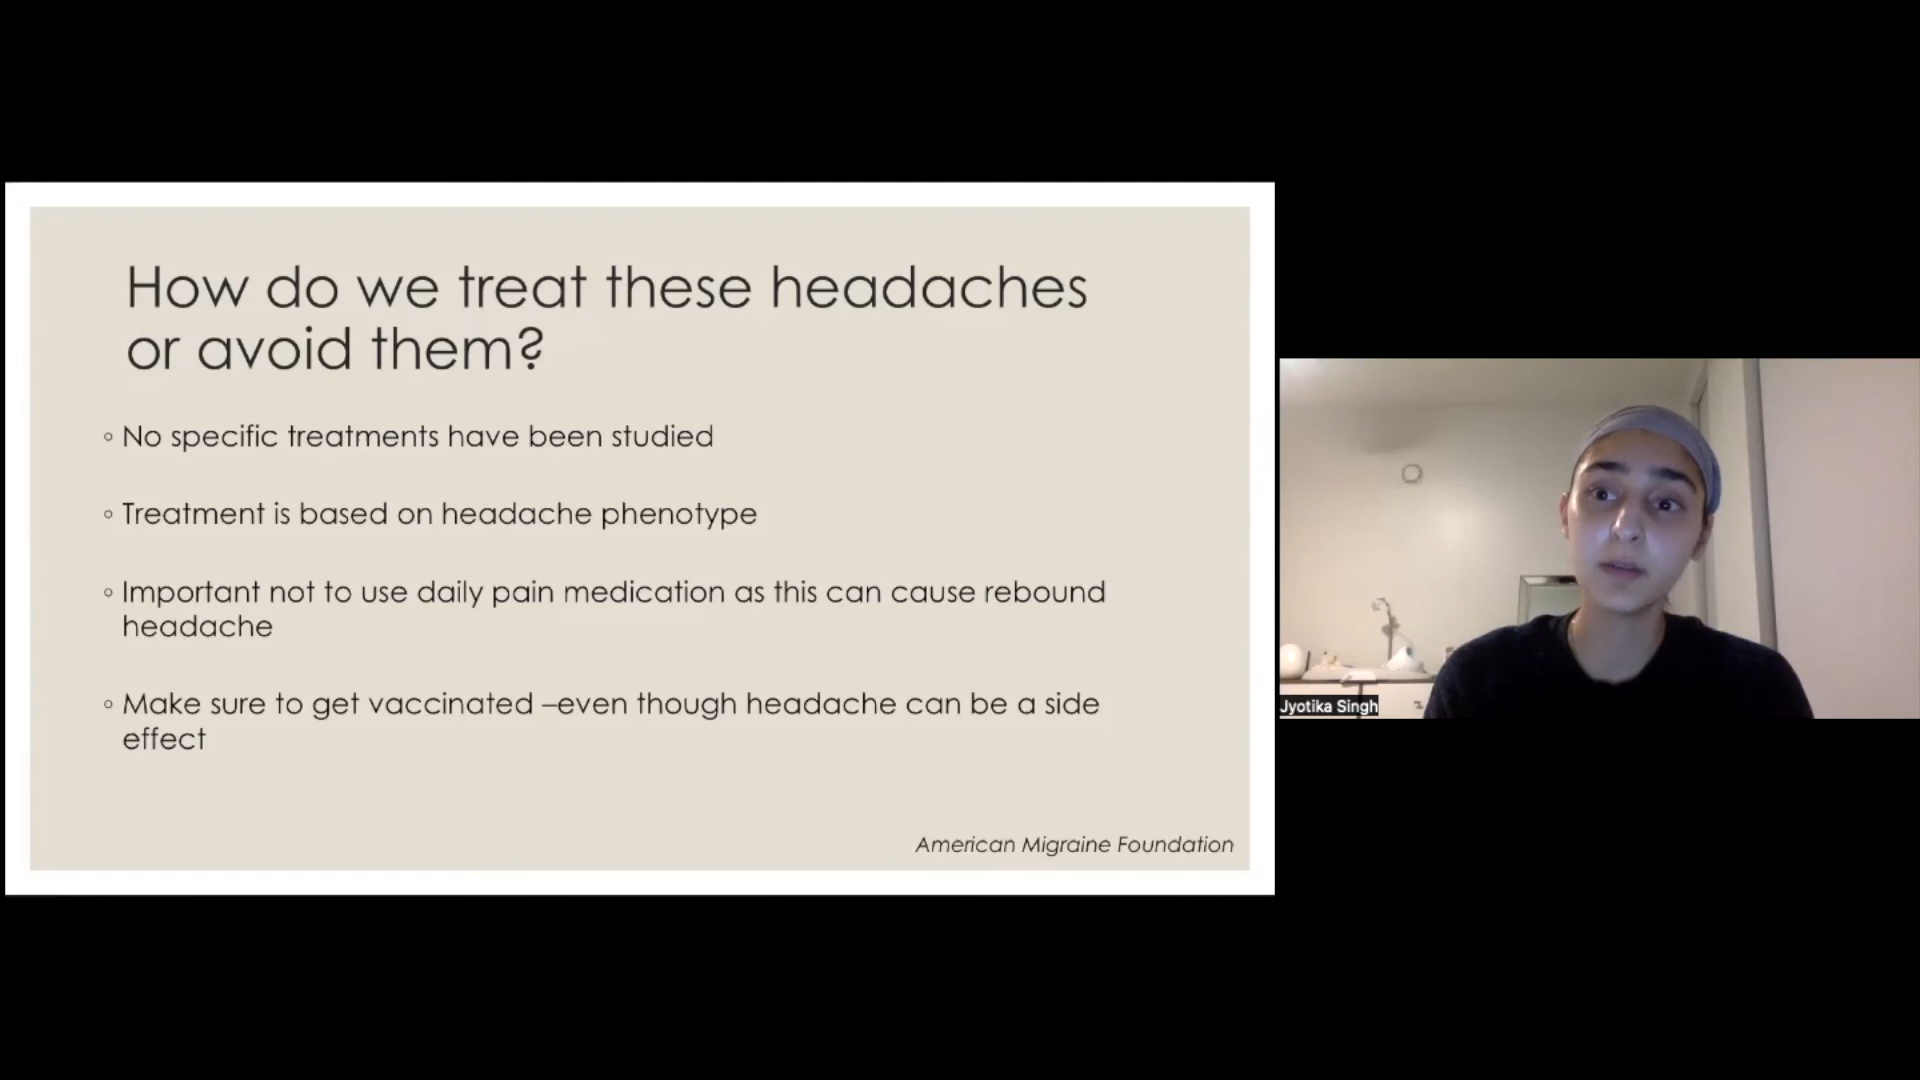 How do we treat these headaches
or avoid them?
◦ No specific treatments have been studied
◦ Treatment is based on headache phenotype
◦ Important not to use daily pain medication as this can cause rebound
headache
◦ Make sure to get vaccinated –even though headache can be a side
effect
American Migraine Foundation
Jyotika Singh